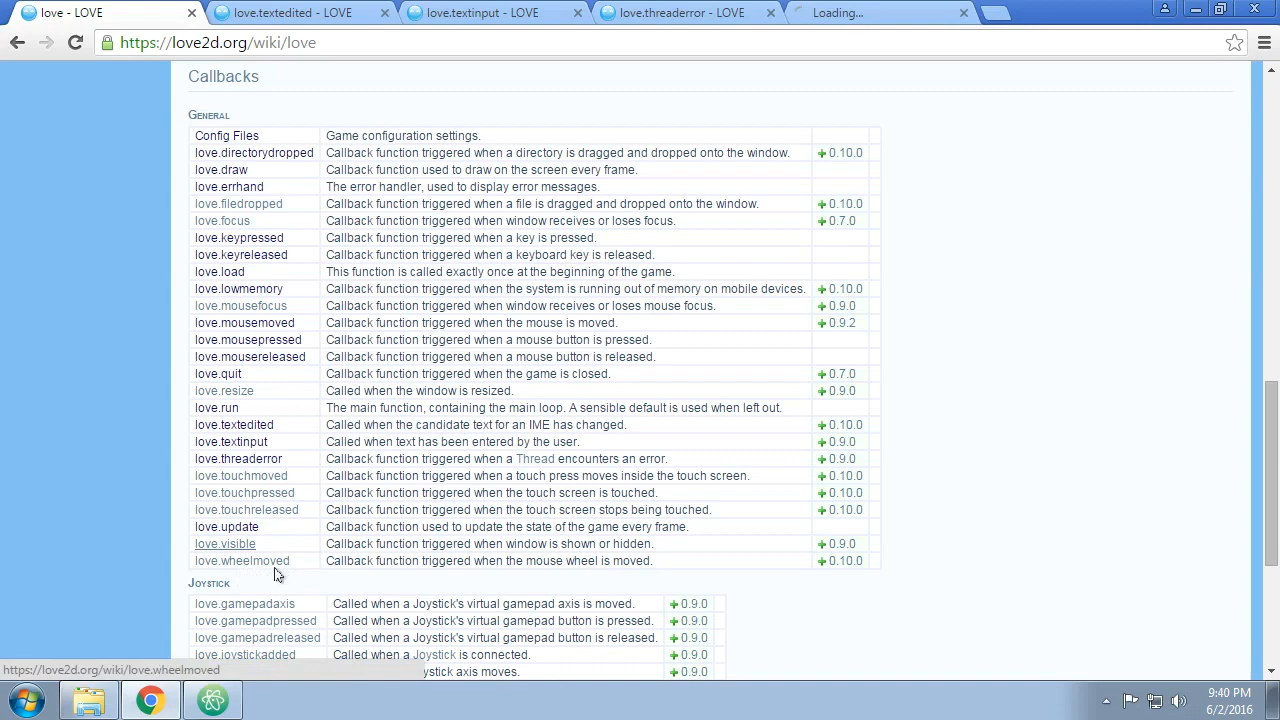 love - LOVE
love.textedited - LOVE
love.textinput - LOVE
love.threaderror - LOVE
Loading...
https://love2d.org/wiki/love
Callbacks
General
Config Files Game configuration settings.
love.directorydropped Callback function triggered when a directory is dragged and dropped onto the window. 0.10.0
love.draw Callback function used to draw on the screen every frame.
love.errhand The error handler, used to display error messages.
love.filedropped Callback function triggered when a file is dragged and dropped onto the window. 0.10.0
love.focus Callback function triggered when window receives or loses focus. 0.7.0
love.keypressed Callback function triggered when a key is pressed.
love.keyreleased Callback function triggered when a keyboard key is released.
love.load This function is called exactly once at the beginning of the game.
love.lowmemory Callback function triggered when the system is running out of memory on mobile devices. 0.10.0
love.mousefocus Callback function triggered when window receives or loses mouse focus. 0.9.0
love.mousemoved Callback function triggered when the mouse is moved. 0.9.2
love.mousepressed Callback function triggered when a mouse button is pressed.
love.mousereleased Callback function triggered when a mouse button is released.
love.quit Callback function triggered when the game is closed. 0.7.0
love.resize Called when the window is resized. 0.9.0
love.run The main function, containing the main loop. A sensible default is used when left out.
love.textedited Called when the candidate text for an IME has changed. 0.10.0
love.textinput Called when text has been entered by the user. 0.9.0
love.threaderror Callback function triggered when a Thread encounters an error. 0.9.0
love.touchmoved Callback function triggered when a touch press moves inside the touch screen. 0.10.0
love.touchpressed Callback function triggered when the touch screen is touched. 0.10.0
love.touchreleased Callback function triggered when the touch screen stops being touched. 0.10.0
love.update Callback function used to update the state of the game every frame.
love.visible Callback function triggered when window is shown or hidden. 0.9.0
love.wheelmoved Callback function triggered when the mouse wheel is moved. 0.10.0
Joystick
love.gamepadaxis Called when a Joystick's virtual gamepad axis is moved. 0.9.0
love.gamepadpressed Called when a Joystick's virtual gamepad button is pressed. 0.9.0
love.gamepadreleased Called when a Joystick's virtual gamepad button is released. 0.9.0
love.joystickadded Called when a Joystick is connected. 0.9.0
ystick axis moves. 0.9.0
https://love2d.org/wiki/love.wheelmoved
9:40 PM
6/2/2016